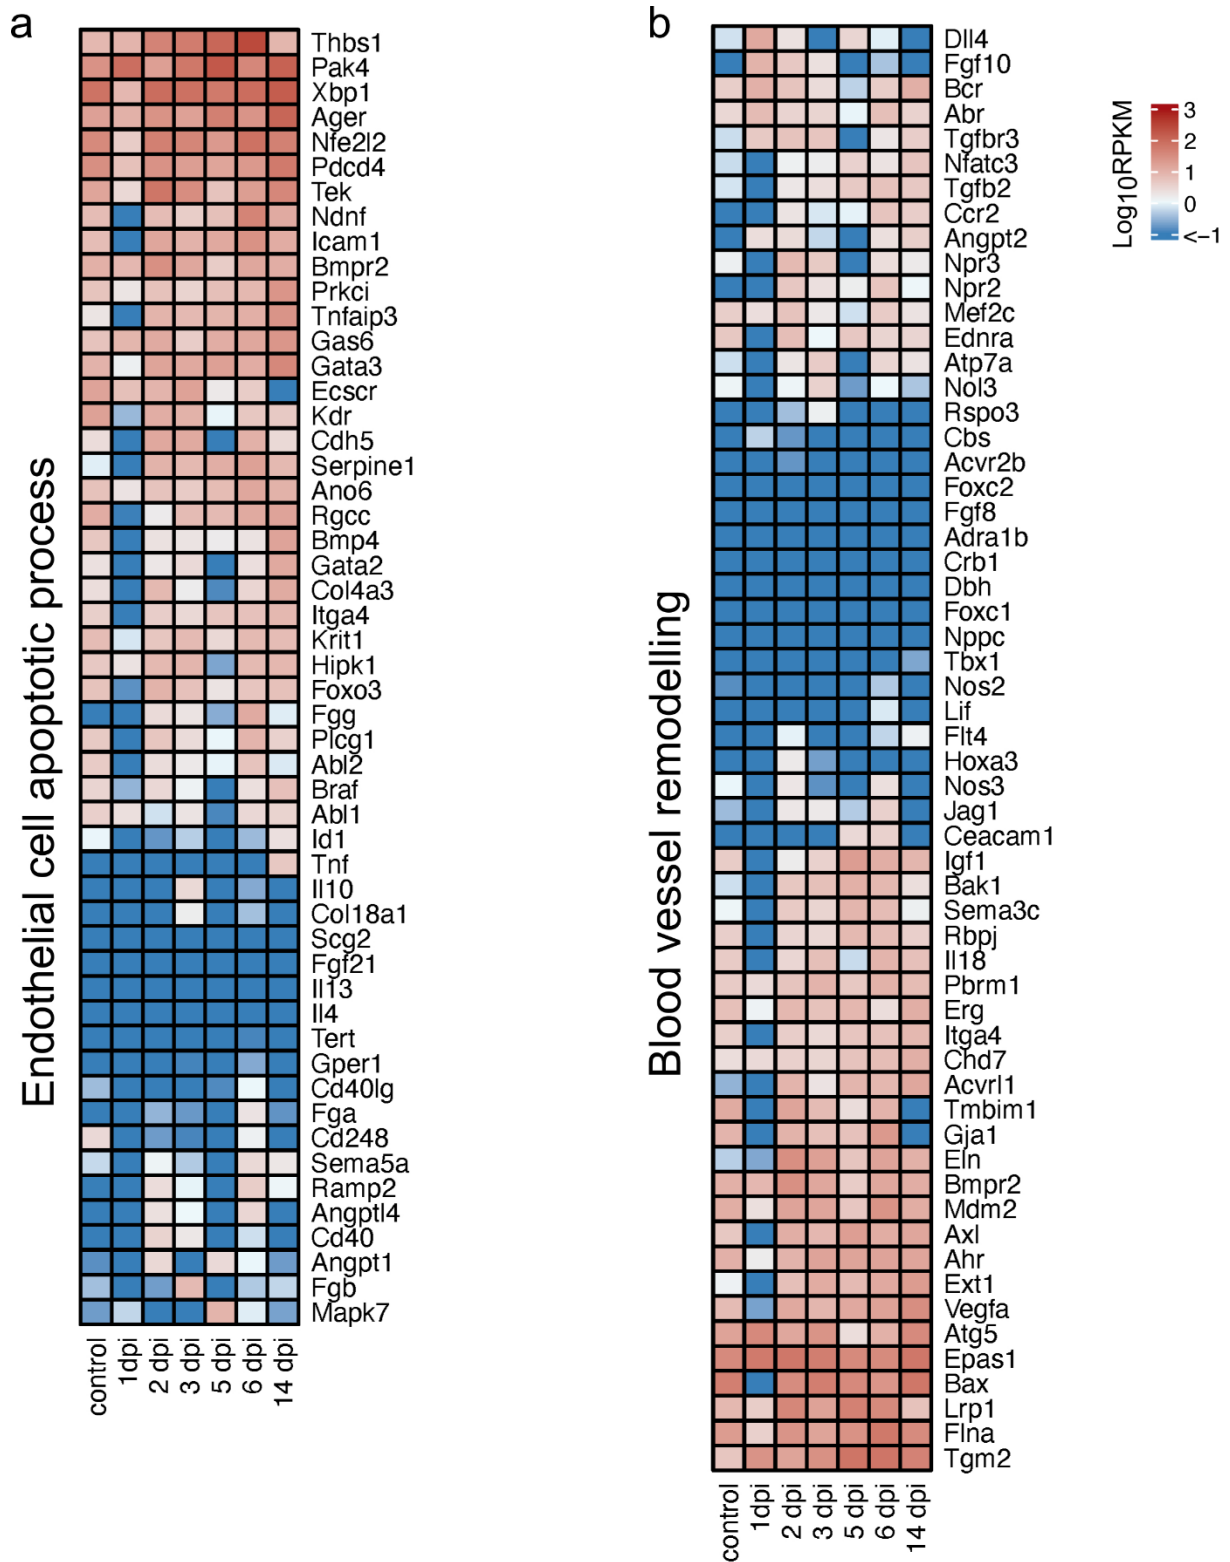 a
Endothelial cell apoptotic process
Thbs1
Pak4
Xbp1
Ager
Nfe2l2
Pdcd4
Tek
Ndnf
Icam1
Bmpr2
Prkci
Tnfaip3
Gas6
Gata3
Ecscr
Kdr
Cdh5
Serpine1
Ano6
Rgcc
Bmp4
Gata2
Col4a3
Itga4
Krit1
Hipk1
Foxo3
Fgg
Plcg1
Abl2
Braf
Abl1
Id1
Tnf
Il10
Col18a1
Scg2
Fgf21
Il13
Il4
Tert
Gper1
Cd40lg
Fga
Cd248
Sema5a
Ramp2
Angptl4
Cd40
Angpt1
Fgb
Mapk7
control
1dpi
2 dpi
3 dpi
5 dpi
6 dpi
14 dpi
b
Blood vessel remodelling
Dll4
Fgf10
Bcr
Abr
Tgfbr3
Nfatc3
Tgfb2
Ccr2
Angpt2
Npr3
Npr2
Mef2c
Ednra
Atp7a
Nol3
Rspo3
Cbs
Acvr2b
Foxc2
Fgf8
Adra1b
Crb1
Dbh
Foxc1
Nppc
Tbx1
Nos2
Lif
Flt4
Hoxa3
Nos3
Jag1
Ceacam1
Igf1
Bak1
Sema3c
Rbpj
Il18
Pbrm1
Erg
Itga4
Chd7
Acvrl1
Tmbim1
Gja1
Eln
Bmpr2
Mdm2
Axl
Ahr
Ext1
Vegfa
Atg5
Epas1
Bax
Lrp1
Flna
Tgm2
control
1dpi
2 dpi
3 dpi
5 dpi
6 dpi
14 dpi
Log10RPKM
3
2
1
0
<−1